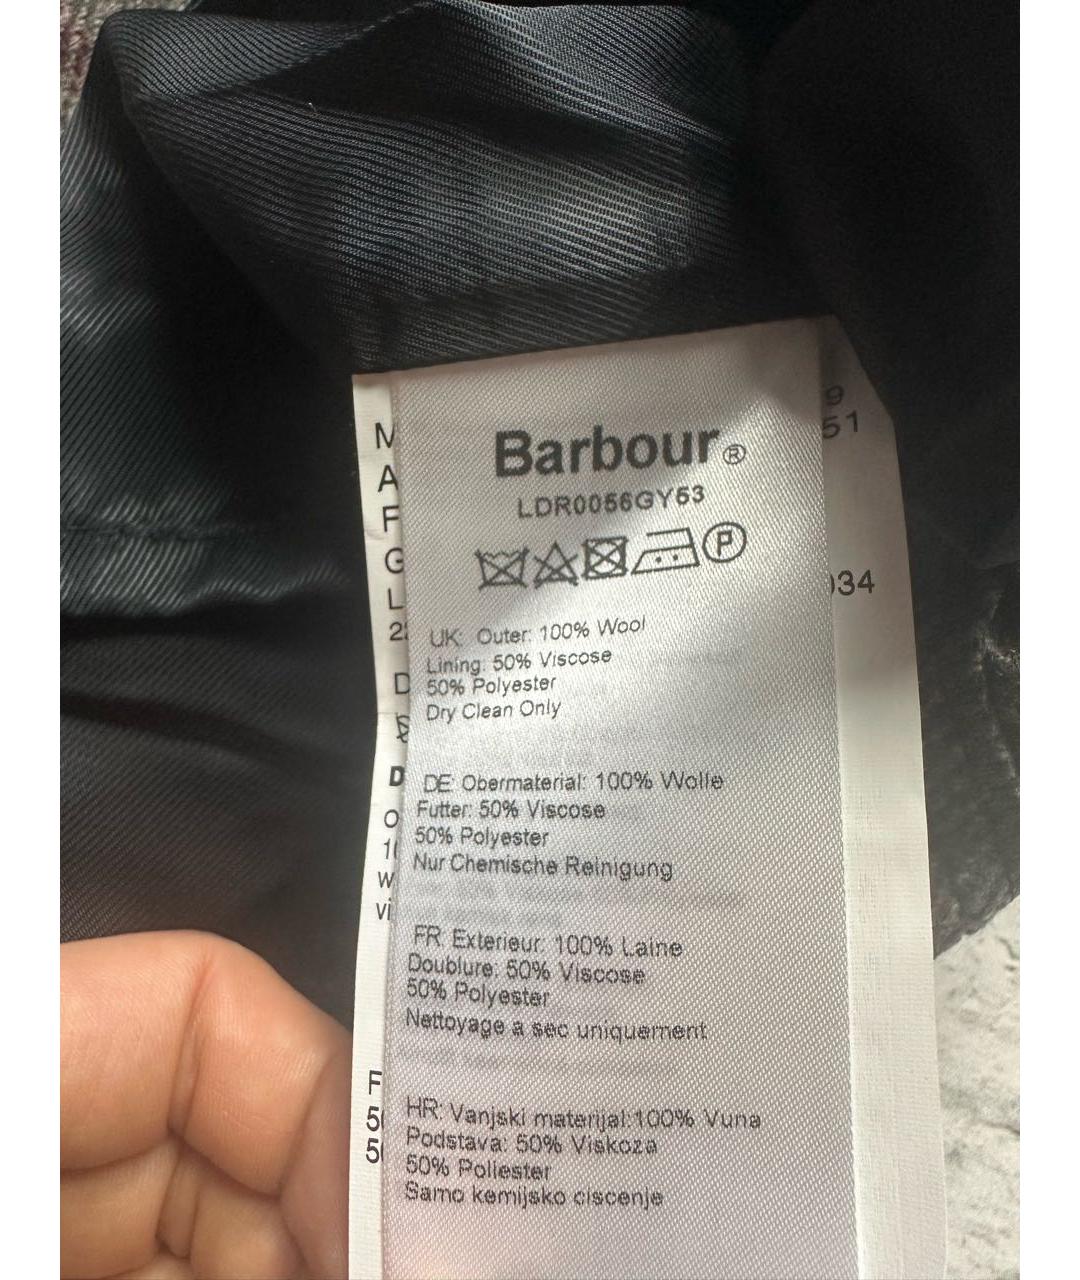 Barbour®
LDR0056GY53
P
UK: Outer: 100% Wool
Lining: 50% Viscose
50% Polyester
Dry Clean Only
DE: Obermaterial: 100% Wolle
Futter: 50% Viscose
50% Polyester
Nur Chemische Reinigung
FR: Exterieur: 100% Laine
Doublure: 50% Viscose
50% Polyester
Nettoyage a sec uniquement
HR: Vanjski materijal:100% Vuna
Podstava: 50% Viskoza
50% Poliester
Samo kemijsko ciscenje
51
034